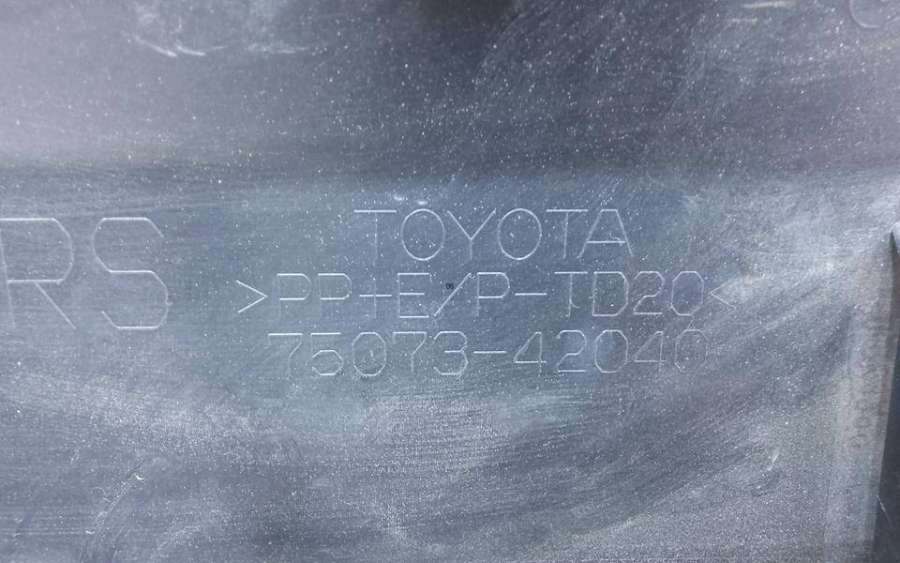 RS
TOYOTA
>PP+E/P-TD20<
75073-42040